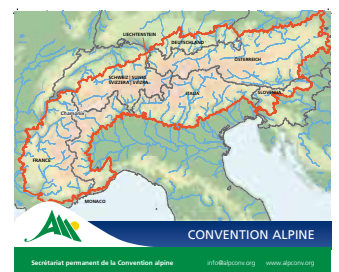 LIECHTENSTEIN
DEUTSCHLAND
ÖSTERREICH
SCHWEIZ / SUISSE
SVIZZERA / SVIZRA
ITALIA
SLOVENIJA
Chamonix
FRANCE
MONACO
CONVENTION ALPINE
Secrétariat permanent de la Convention alpine info@alpconv.org www.alpconv.org